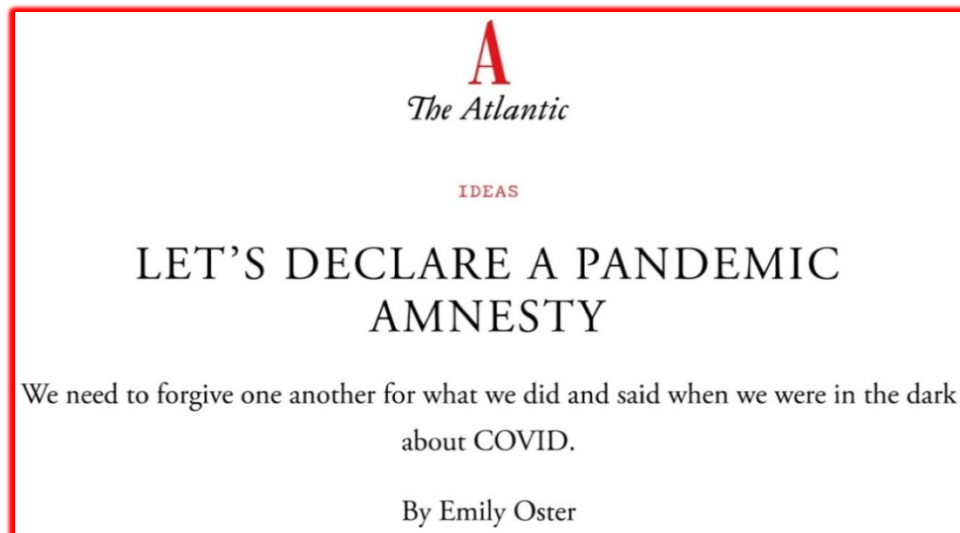 A
The Atlantic
IDEAS
LET’S DECLARE A PANDEMIC
AMNESTY
We need to forgive one another for what we did and said when we were in the dark
about COVID.
By Emily Oster